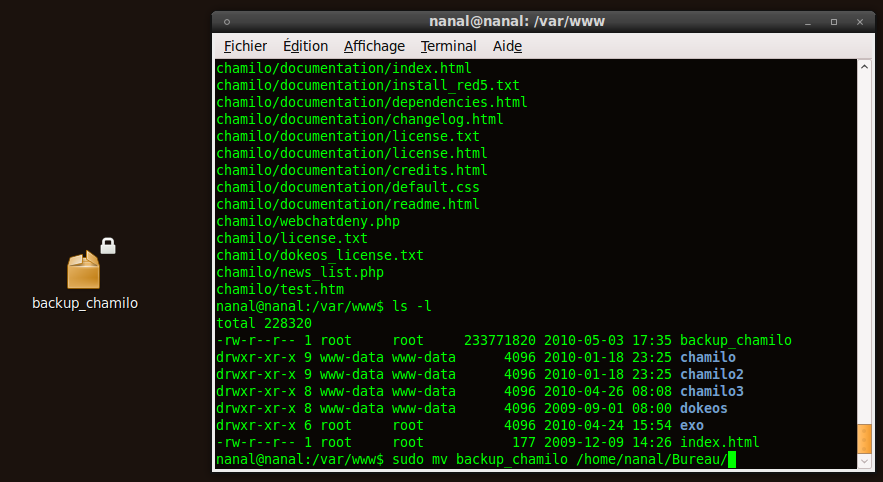 nanal@nanal: /var/www
Fichier Édition Affichage Terminal Aide
chamilo/documentation/index.html
chamilo/documentation/install_red5.txt
chamilo/documentation/dependencies.html
chamilo/documentation/changelog.html
chamilo/documentation/license.txt
chamilo/documentation/license.html
chamilo/documentation/credits.html
chamilo/documentation/default.css
chamilo/documentation/readme.html
chamilo/webchatdeny.php
chamilo/license.txt
chamilo/dokeos_license.txt
chamilo/news_list.php
chamilo/test.htm
nanal@nanal:/var/www$ ls -l
total 228320
-rw-r--r-- 1 root     root     233771820 2010-05-03 17:35 backup_chamilo
drwxr-xr-x 9 www-data www-data      4096 2010-01-18 23:25 chamilo
drwxr-xr-x 9 www-data www-data      4096 2010-01-18 23:25 chamilo2
drwxr-xr-x 8 www-data www-data      4096 2010-04-26 08:08 chamilo3
drwxr-xr-x 8 www-data www-data      4096 2009-09-01 08:00 dokeos
drwxr-xr-x 6 root     root          4096 2010-04-24 15:54 exo
-rw-r--r-- 1 root     root           177 2009-12-09 14:26 index.html
nanal@nanal:/var/www$ sudo mv backup_chamilo /home/nanal/Bureau/
backup_chamilo